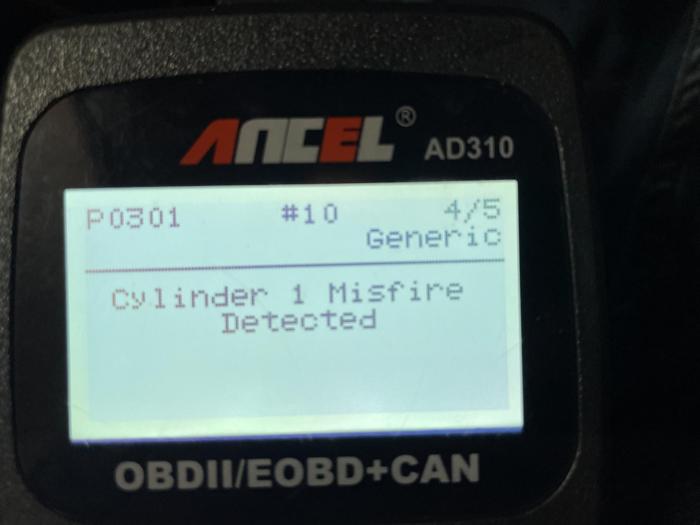 ANCEL® AD310
P0301 #10 4/5
Generic
Cylinder 1 Misfire
Detected
OBDII/EOBD+CAN